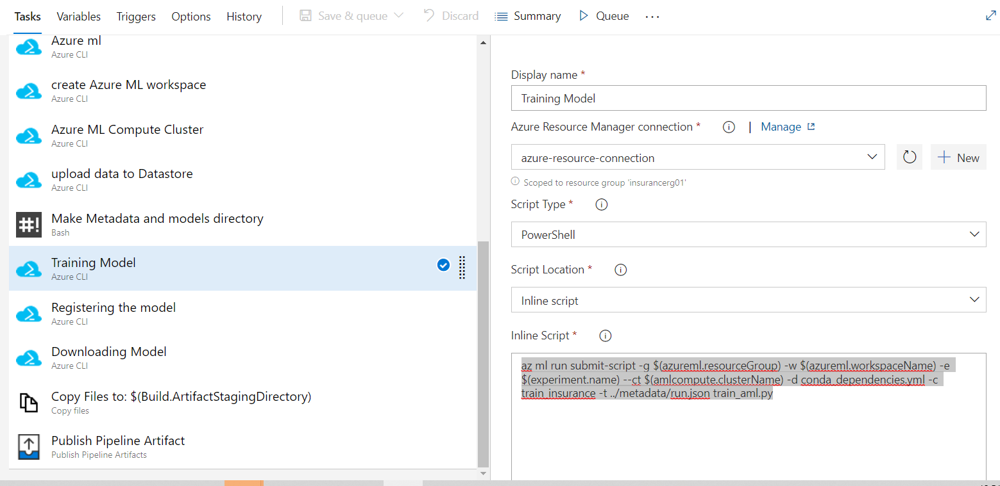 Tasks Variables Triggers Options History Save & queue Discard Summary Queue ...
Azure ml
Azure CLI
create Azure ML workspace
Azure CLI
Azure ML Compute Cluster
Azure CLI
upload data to Datastore
Azure CLI
Make Metadata and models directory
Bash
Training Model
Azure CLI
Registering the model
Azure CLI
Downloading Model
Azure CLI
Copy Files to: $(Build.ArtifactStagingDirectory)
Copy files
Publish Pipeline Artifact
Publish Pipeline Artifacts
Display name *
Training Model
Azure Resource Manager connection * | Manage
azure-resource-connection
New
Scoped to resource group 'insurancerg01'
Script Type *
PowerShell
Script Location *
Inline script
Inline Script *
az ml run submit-script -g $(azureml.resourceGroup) -w $(azureml.workspaceName) -e
$(experiment.name) --ct $(amlcompute.clusterName) -d conda_dependencies.yml -c
train_insurance -t ../metadata/run.json train_aml.py